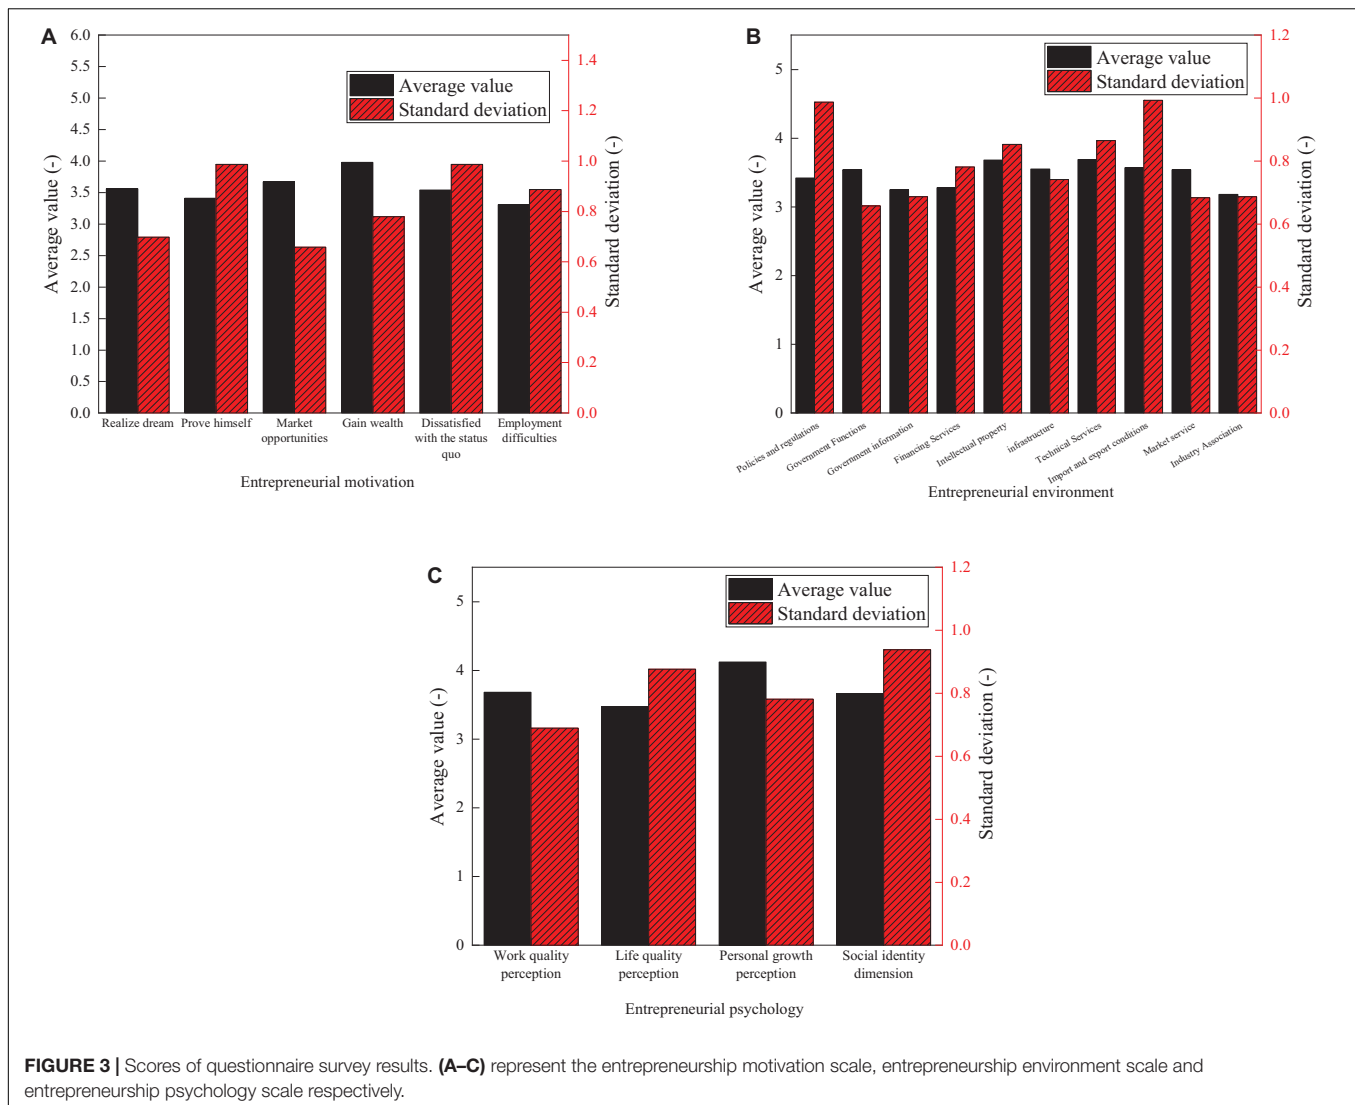 A
6.0
5.5
5.0
4.5
4.0
3.5
3.0
2.5
2.0
1.5
1.0
0.5
0.0
Average value (-)
Average value
Standard deviation
1.4
1.2
1.0
0.8
0.6
0.4
0.2
0.0
Standard deviation (-)
Realize dream
Prove himself
Market
opportunities
Gain wealth
Dissatisfied
with the status
quo
Employment
difficulties
Entrepreneurial motivation
B
5
4
3
2
1
0
Average value (-)
Average value
Standard deviation
1.2
1.0
0.8
0.6
0.4
0.2
0.0
Standard deviation (-)
Policies and regulations
Government Functions
Government information
Financing Services
Intellectual property
infrastructure
Technical Services
Import and export conditions
Market service
Industry Association
Entrepreneurial environment
C
5
4
3
2
1
0
Average value (-)
Average value
Standard deviation
1.2
1.0
0.8
0.6
0.4
0.2
0.0
Standard deviation (-)
Work quality
perception
Life quality
perception
Personal growth
perception
Social identity
dimension
Entrepreneurial psychology
FIGURE 3 | Scores of questionnaire survey results. (A–C) represent the entrepreneurship motivation scale, entrepreneurship environment scale and
entrepreneurship psychology scale respectively.